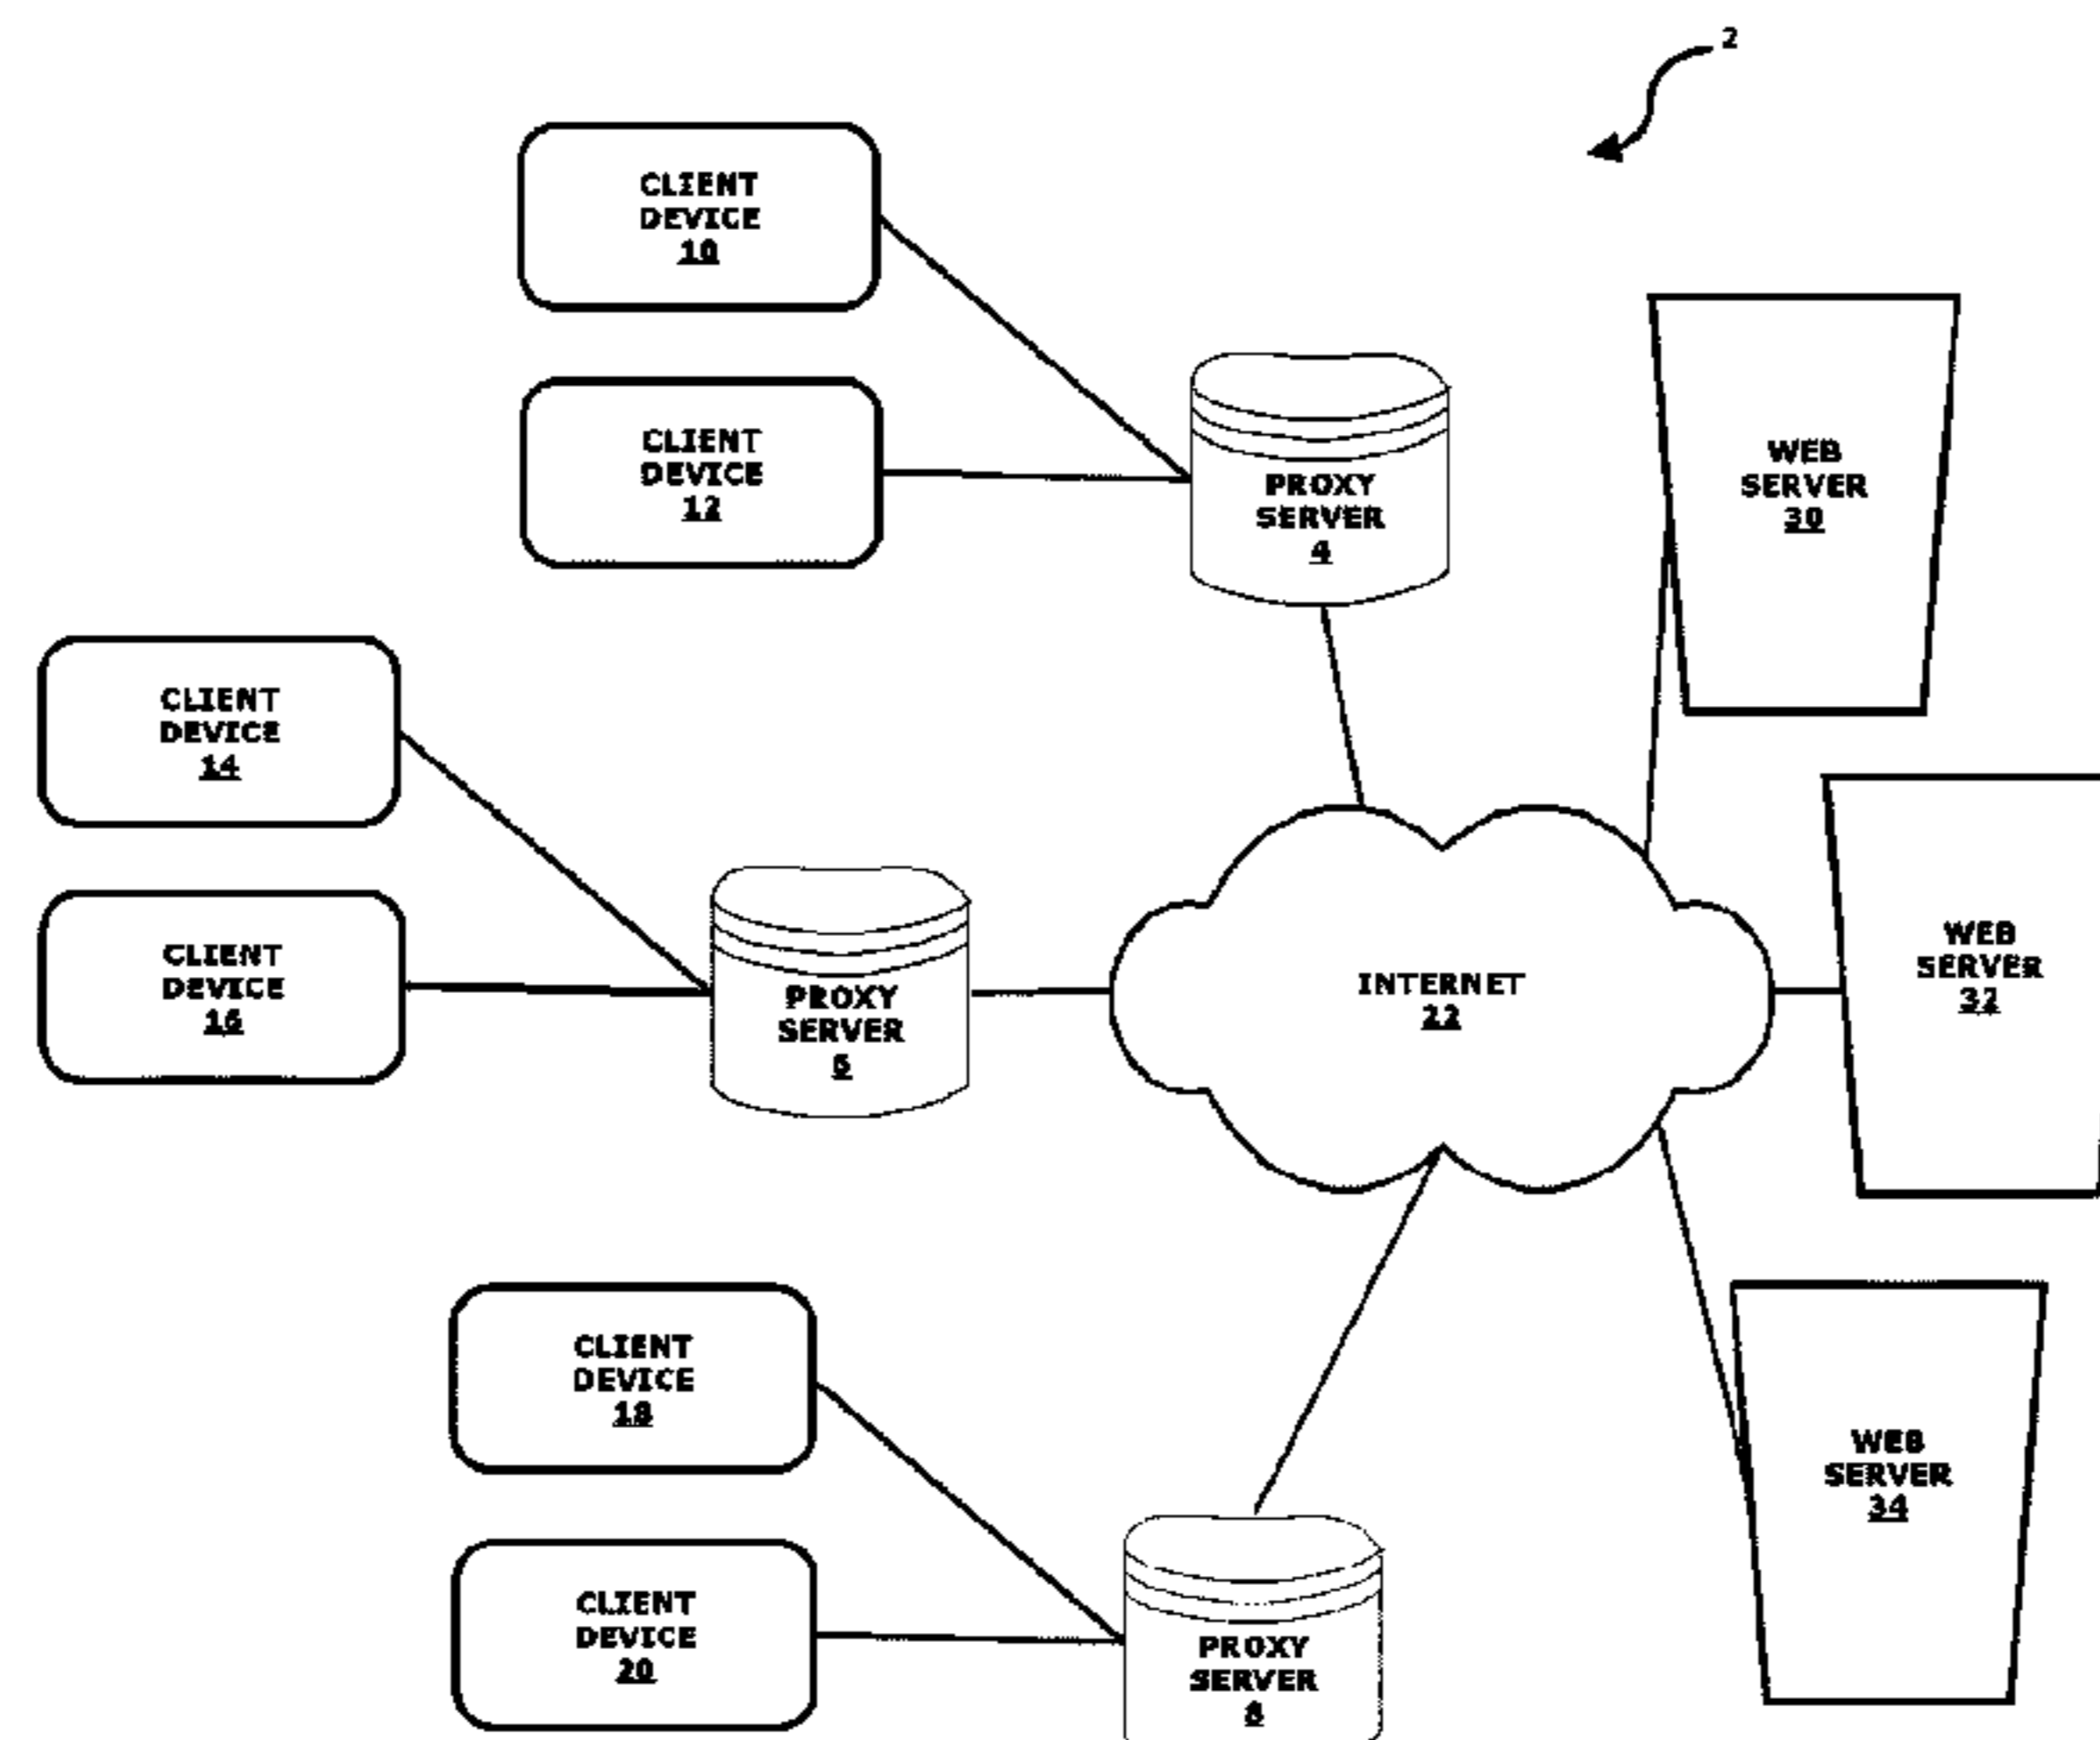 2
CLIENT
DEVICE
10
CLIENT
DEVICE
12
PROXY
SERVER
4
WEB
SERVER
30
CLIENT
DEVICE
14
CLIENT
DEVICE
16
PROXY
SERVER
6
INTERNET
22
WEB
SERVER
32
CLIENT
DEVICE
18
CLIENT
DEVICE
20
PROXY
SERVER
8
WEB
SERVER
34